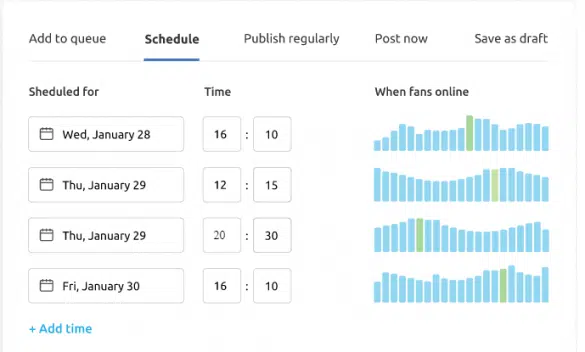 Add to queue Schedule Publish regularly Post now Save as draft
Sheduled for Time When fans online
Wed, January 28 16 : 10
Thu, January 29 12 : 15
Thu, January 29 20 : 30
Fri, January 30 16 : 10
+ Add time